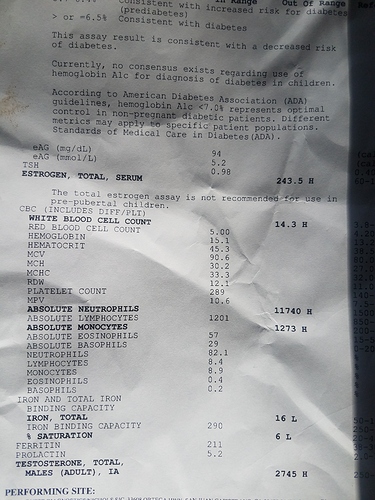 In Range Out Of Range
Consistent with increased risk for diabetes
(prediabetes)
> or =6.5% Consistent with diabetes
This assay result is consistent with a decreased risk
of diabetes.
Currently, no consensus exists regarding use of
hemoglobin A1c for diagnosis of diabetes in children.
According to American Diabetes Association (ADA)
guidelines, hemoglobin A1c <7.0% represents optimal
control in non-pregnant diabetic patients. Different
metrics may apply to specific patient populations.
Standards of Medical Care in Diabetes(ADA).
eAG (mg/dL) 94
eAG (mmol/L) 5.2
TSH 0.98
ESTROGEN, TOTAL, SERUM 243.5 H
The total estrogen assay is not recommended for use in
pre-pubertal children.
CBC (INCLUDES DIFF/PLT)
WHITE BLOOD CELL COUNT 14.3 H
RED BLOOD CELL COUNT 5.00
HEMOGLOBIN 15.1
HEMATOCRIT 45.3
MCV 90.6
MCH 30.2
MCHC 33.3
RDW 12.1
PLATELET COUNT 289
MPV 10.6
ABSOLUTE NEUTROPHILS 11740 H
ABSOLUTE LYMPHOCYTES 1201
ABSOLUTE MONOCYTES 1273 H
ABSOLUTE EOSINOPHILS 57
ABSOLUTE BASOPHILS 29
NEUTROPHILS 82.1
LYMPHOCYTES 8.4
MONOCYTES 8.9
EOSINOPHILS 0.4
BASOPHILS 0.2
IRON AND TOTAL IRON
BINDING CAPACITY
IRON, TOTAL 16 L
IRON BINDING CAPACITY 290
% SATURATION 6 L
FERRITIN 211
PROLACTIN 5.2
TESTOSTERONE, TOTAL,
MALES (ADULT), IA 2745 H
PERFORMING SITE: